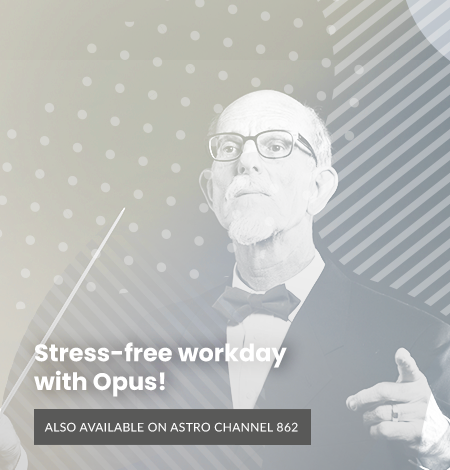 Stress-free workday
with Opus!
ALSO AVAILABLE ON ASTRO CHANNEL 862